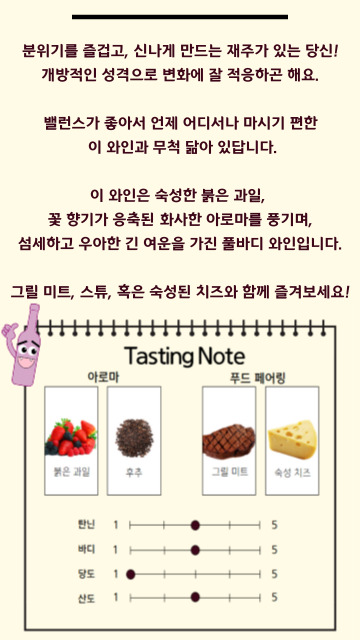 분위기를 즐겁고, 신나게 만드는 재주가 있는 당신!
개방적인 성격으로 변화에 잘 적응하곤 해요.
밸런스가 좋아서 언제 어디서나 마시기 편한
이 와인과 무척 닮아 있답니다.
이 와인은 숙성한 붉은 과일,
꽃 향기가 응축된 화사한 아로마를 풍기며,
섬세하고 우아한 긴 여운을 가진 풀바디 와인입니다.
그릴 미트, 스튜, 혹은 숙성된 치즈와 함께 즐겨보세요!
Tasting Note
아로마 푸드 페어링
붉은 과일 후추 그릴 미트 숙성 치즈
탄닌 1 5
바디 1 5
당도 1 5
산도 1 5